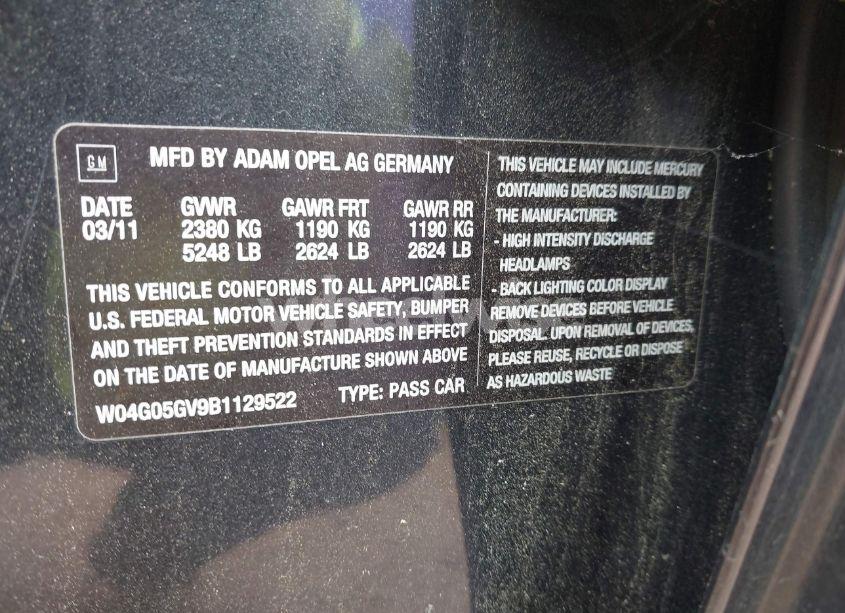 GM
MFD BY ADAM OPEL AG GERMANY
DATE GVWR GAWR FRT GAWR RR
03/11 2380 KG 1190 KG 1190 KG
5248 LB 2624 LB 2624 LB
THIS VEHICLE CONFORMS TO ALL APPLICABLE
U.S. FEDERAL MOTOR VEHICLE SAFETY, BUMPER
AND THEFT PREVENTION STANDARDS IN EFFECT
ON THE DATE OF MANUFACTURE SHOWN ABOVE
W04G05GV9B1129522 TYPE: PASS CAR
THIS VEHICLE MAY INCLUDE MERCURY
CONTAINING DEVICES INSTALLED BY
THE MANUFACTURER:
- HIGH INTENSITY DISCHARGE
HEADLAMPS
- BACK LIGHTING COLOR DISPLAY
REMOVE DEVICES BEFORE VEHICLE
DISPOSAL. UPON REMOVAL OF DEVICES,
PLEASE REUSE, RECYCLE OR DISPOSE
AS HAZARDOUS WASTE